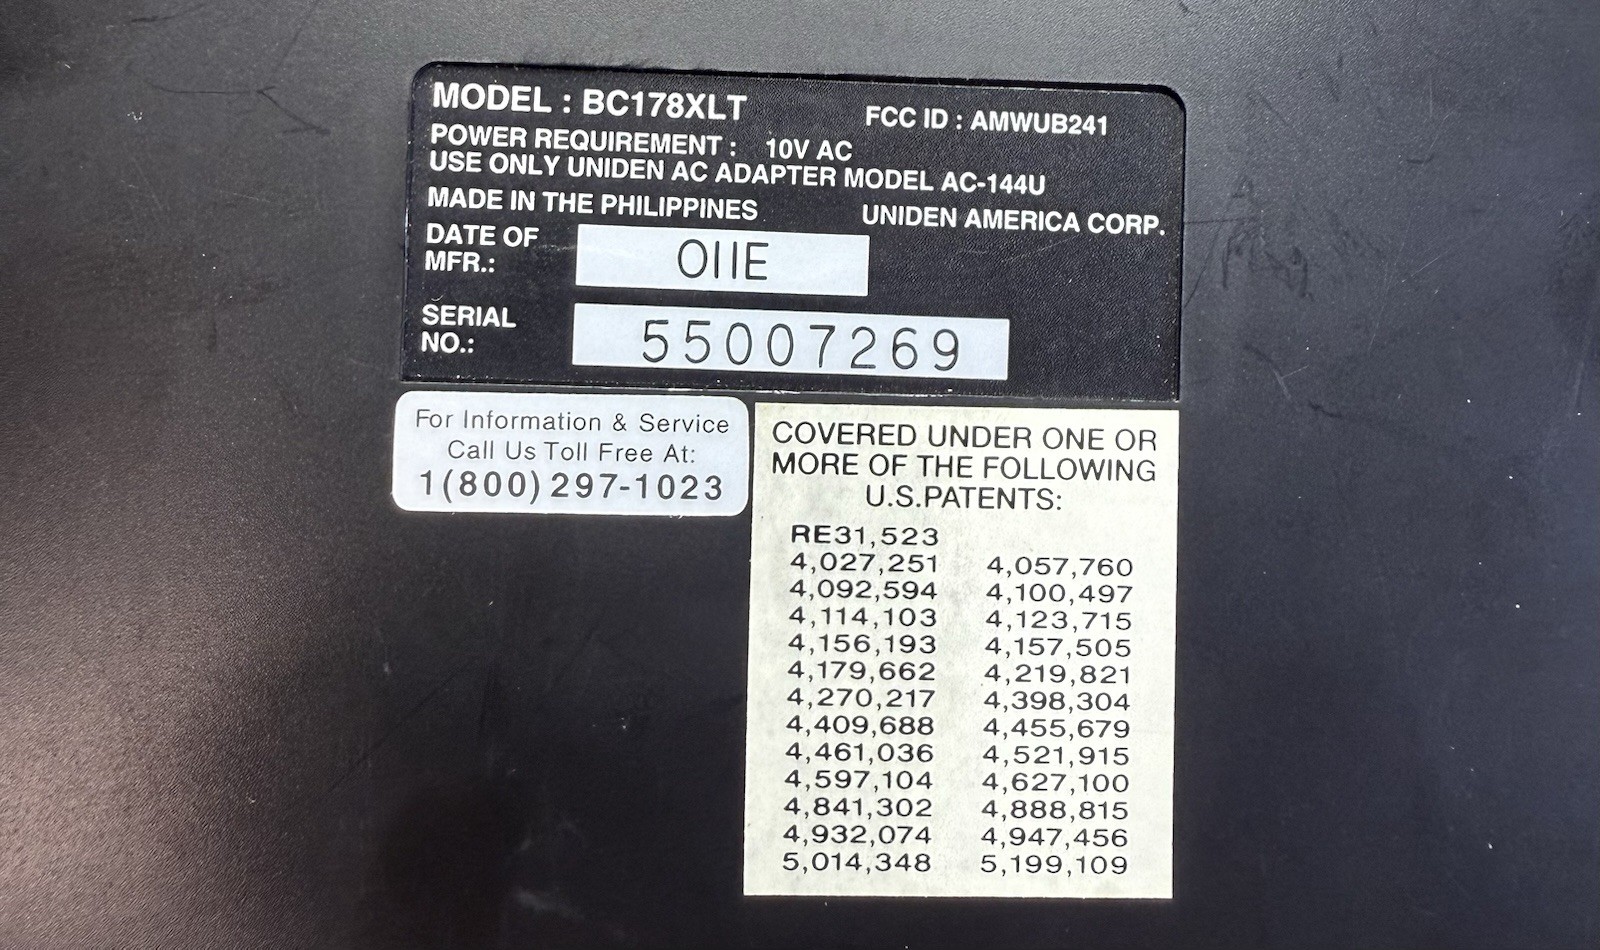 MODEL : BC178XLT FCC ID : AMWUB241
POWER REQUIREMENT : 10V AC
USE ONLY UNIDEN AC ADAPTER MODEL AC-144U
MADE IN THE PHILIPPINES UNIDEN AMERICA CORP.
DATE OF
MFR.: 011E
SERIAL
NO.: 55007269
For Information & Service
Call Us Toll Free At:
1(800)297-1023
COVERED UNDER ONE OR
MORE OF THE FOLLOWING
U.S.PATENTS:
RE31,523
4,027,251 4,057,760
4,092,594 4,100,497
4,114,103 4,123,715
4,156,193 4,157,505
4,179,662 4,219,821
4,270,217 4,398,304
4,409,688 4,455,679
4,461,036 4,521,915
4,597,104 4,627,100
4,841,302 4,888,815
4,932,074 4,947,456
5,014,348 5,199,109